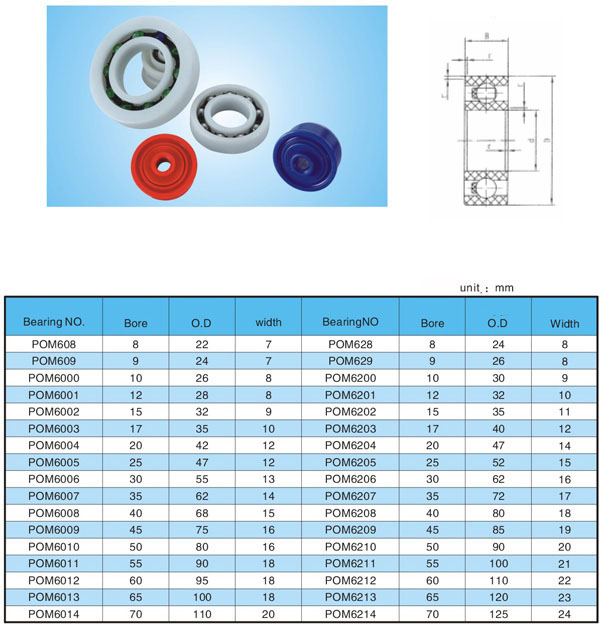 B
r
r
r
r
d
D
unit : mm
Bearing NO. Bore O.D width BearingNO Bore O.D Width
POM608 8 22 7 POM628 8 24 8
POM609 9 24 7 POM629 9 26 8
POM6000 10 26 8 POM6200 10 30 9
POM6001 12 28 8 POM6201 12 32 10
POM6002 15 32 9 POM6202 15 35 11
POM6003 17 35 10 POM6203 17 40 12
POM6004 20 42 12 POM6204 20 47 14
POM6005 25 47 12 POM6205 25 52 15
POM6006 30 55 13 POM6206 30 62 16
POM6007 35 62 14 POM6207 35 72 17
POM6008 40 68 15 POM6208 40 80 18
POM6009 45 75 16 POM6209 45 85 19
POM6010 50 80 16 POM6210 50 90 20
POM6011 55 90 18 POM6211 55 100 21
POM6012 60 95 18 POM6212 60 110 22
POM6013 65 100 18 POM6213 65 120 23
POM6014 70 110 20 POM6214 70 125 24